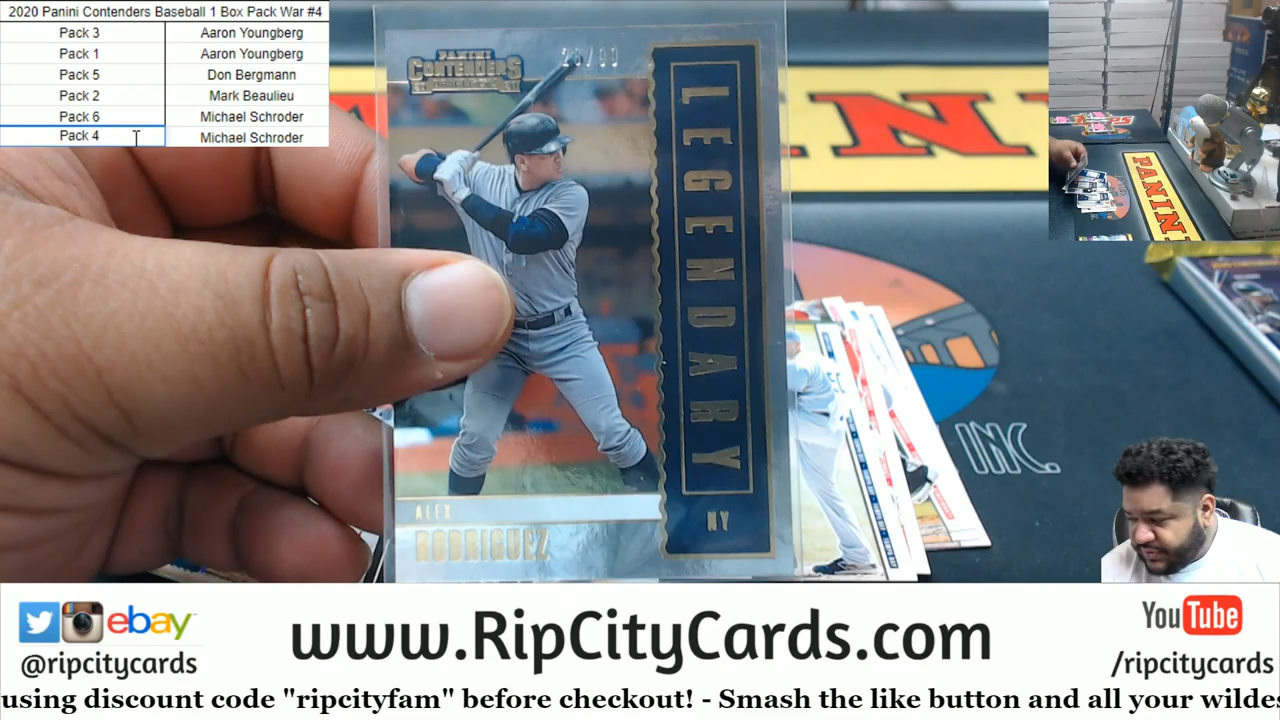 2020 Panini Contenders Baseball 1 Box Pack War #4
Pack 3 Aaron Youngberg
Pack 1 Aaron Youngberg
Pack 5 Don Bergmann
Pack 2 Mark Beaulieu
Pack 6 Michael Schroder
Pack 4 Michael Schroder
PANINI
CONTENDERS
LEGENDARY
NY
ALEX
RODRIGUEZ
INC.
PANINI
ebay
@ripcitycards
www.RipCityCards.com
YouTube
/ripcitycards
using discount code "ripcityfam" before checkout! - Smash the like button and all your wildes